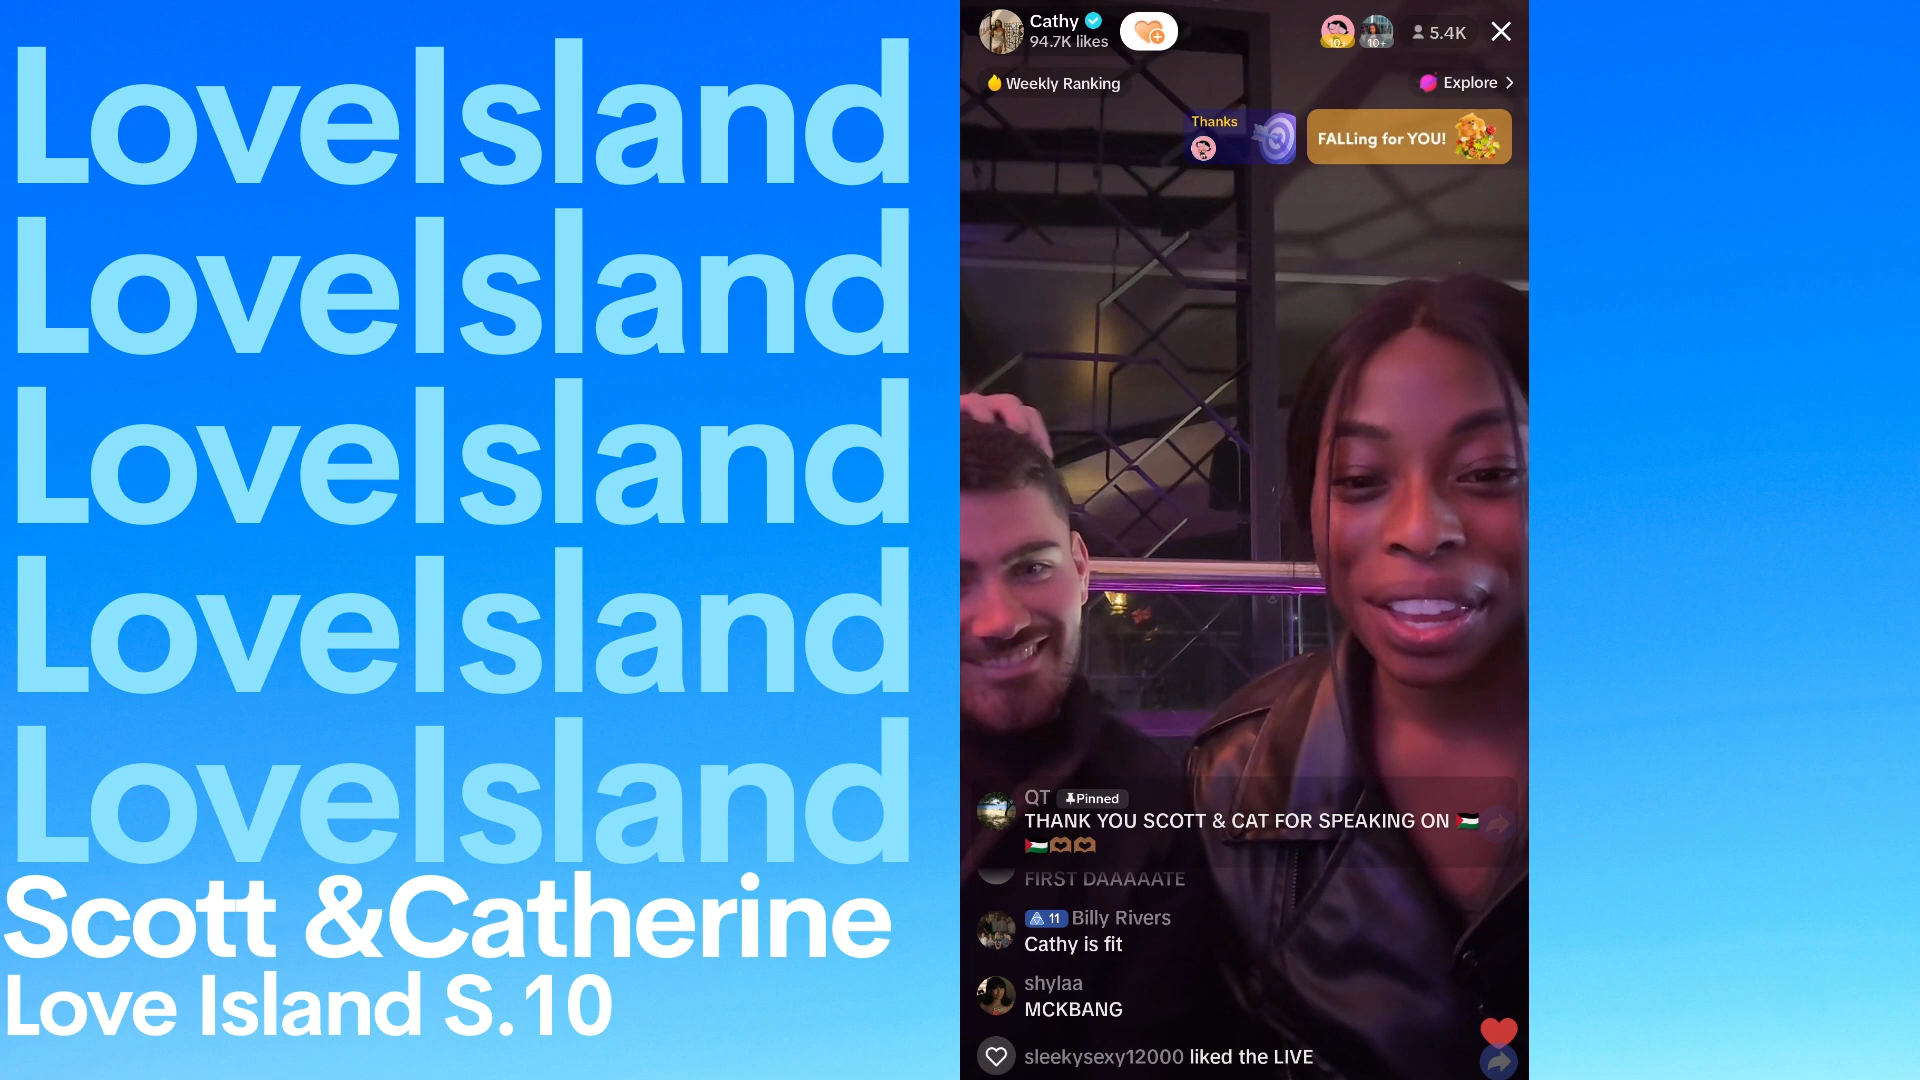 LoveIsland
LoveIsland
LoveIsland
LoveIsland
LoveIsland
Scott &Catherine
Love Island S.10
Cathy
94.7K likes
10+
10+
5.4K
Weekly Ranking
Explore
Thanks
FALLing for YOU!
QT Pinned
THANK YOU SCOTT & CAT FOR SPEAKING ON 🇵🇸
🇵🇸🫶🏾🫶🏾
FIRST DAAAAATE
11 Billy Rivers
Cathy is fit
shylaa
MCKBANG
sleekysexy12000 liked the LIVE